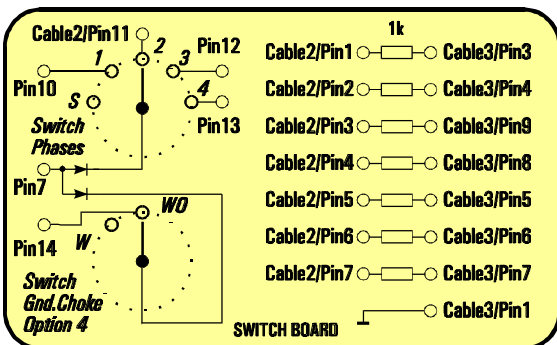 Cable2/Pin11
1
2
3
Pin12
Pin10
S
4
Pin13
Switch
Phases
Pin7
WO
Pin14
W
Switch
Gnd.Choke
Option 4
1k
Cable2/Pin1 Cable3/Pin3
Cable2/Pin2 Cable3/Pin4
Cable2/Pin3 Cable3/Pin9
Cable2/Pin4 Cable3/Pin8
Cable2/Pin5 Cable3/Pin5
Cable2/Pin6 Cable3/Pin6
Cable2/Pin7 Cable3/Pin7
Cable3/Pin1
SWITCH BOARD